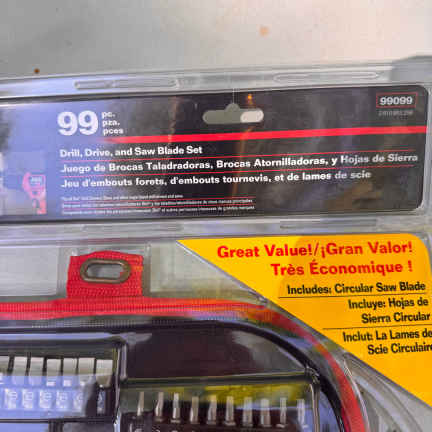 99 pc.
pza.
pces
99099
Drill, Drive, and Saw Blade Set
Juego de Brocas Taladradoras, Brocas Atornilladoras, y Hojas de Sierra
Jeu d'embouts forets, d'embouts tournevis, et de lames de scie
Great Value!/¡Gran Valor!
Très Économique !
Includes: Circular Saw Blade
Incluye: Hojas de
Sierra Circular
Inclut: La Lames de
Scie Circulaire